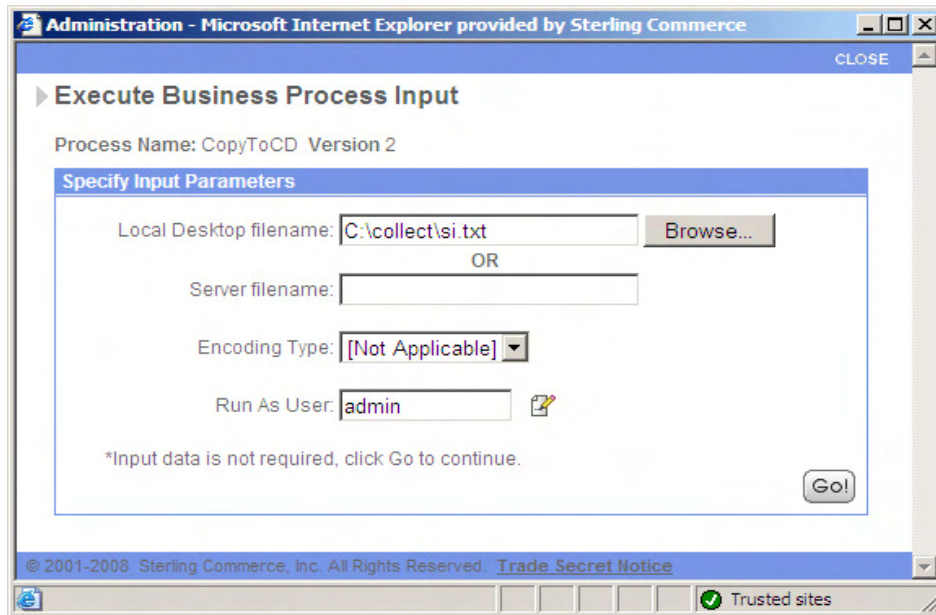 Administration - Microsoft Internet Explorer provided by Sterling Commerce
CLOSE
Execute Business Process Input
Process Name: CopyToCD Version 2
Specify Input Parameters
Local Desktop filename: C:\collect\si.txt Browse...
OR
Server filename:
Encoding Type: [Not Applicable]
Run As User: admin
*Input data is not required, click Go to continue.
Go!
© 2001-2008 Sterling Commerce, Inc. All Rights Reserved. Trade Secret Notice
Trusted sites